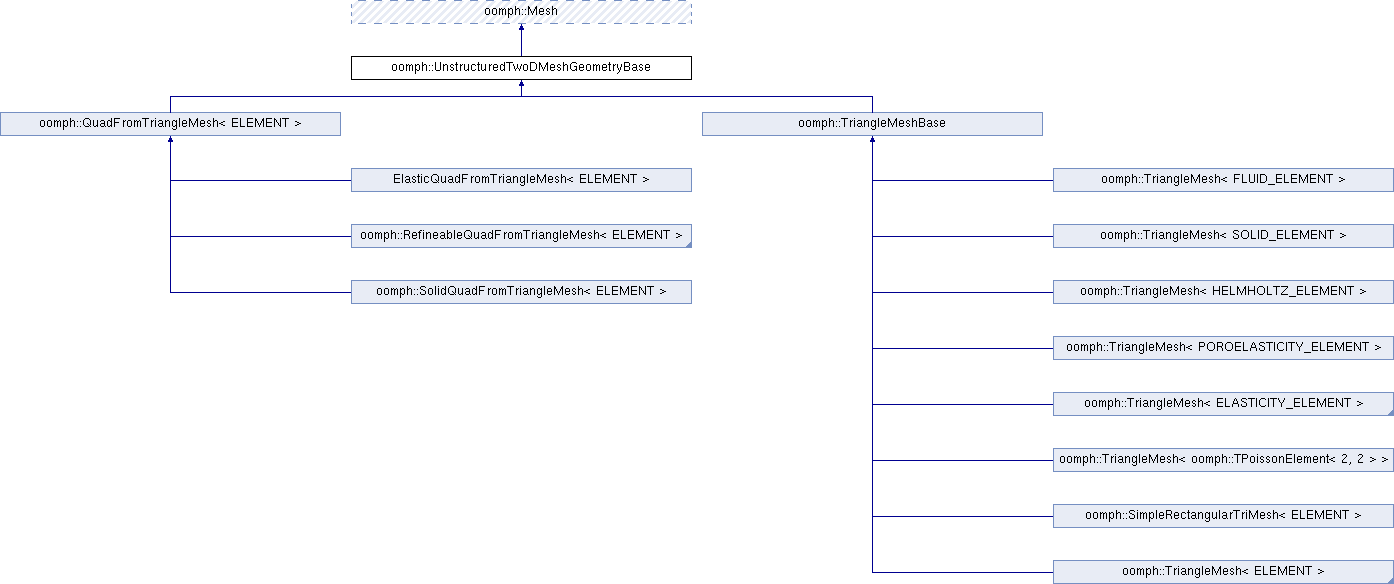 oomph::Mesh
oomph::UnstructuredTwoDMeshGeometryBase
oomph::QuadFromTriangleMesh< ELEMENT >
oomph::TriangleMeshBase
ElasticQuadFromTriangleMesh< ELEMENT >
oomph::TriangleMesh< FLUID_ELEMENT >
oomph::RefineableQuadFromTriangleMesh< ELEMENT >
oomph::TriangleMesh< SOLID_ELEMENT >
oomph::SolidQuadFromTriangleMesh< ELEMENT >
oomph::TriangleMesh< HELMHOLTZ_ELEMENT >
oomph::TriangleMesh< POROELASTICITY_ELEMENT >
oomph::TriangleMesh< ELASTICITY_ELEMENT >
oomph::TriangleMesh< oomph::TPoissonElement< 2, 2 > >
oomph::SimpleRectangularTriMesh< ELEMENT >
oomph::TriangleMesh< ELEMENT >